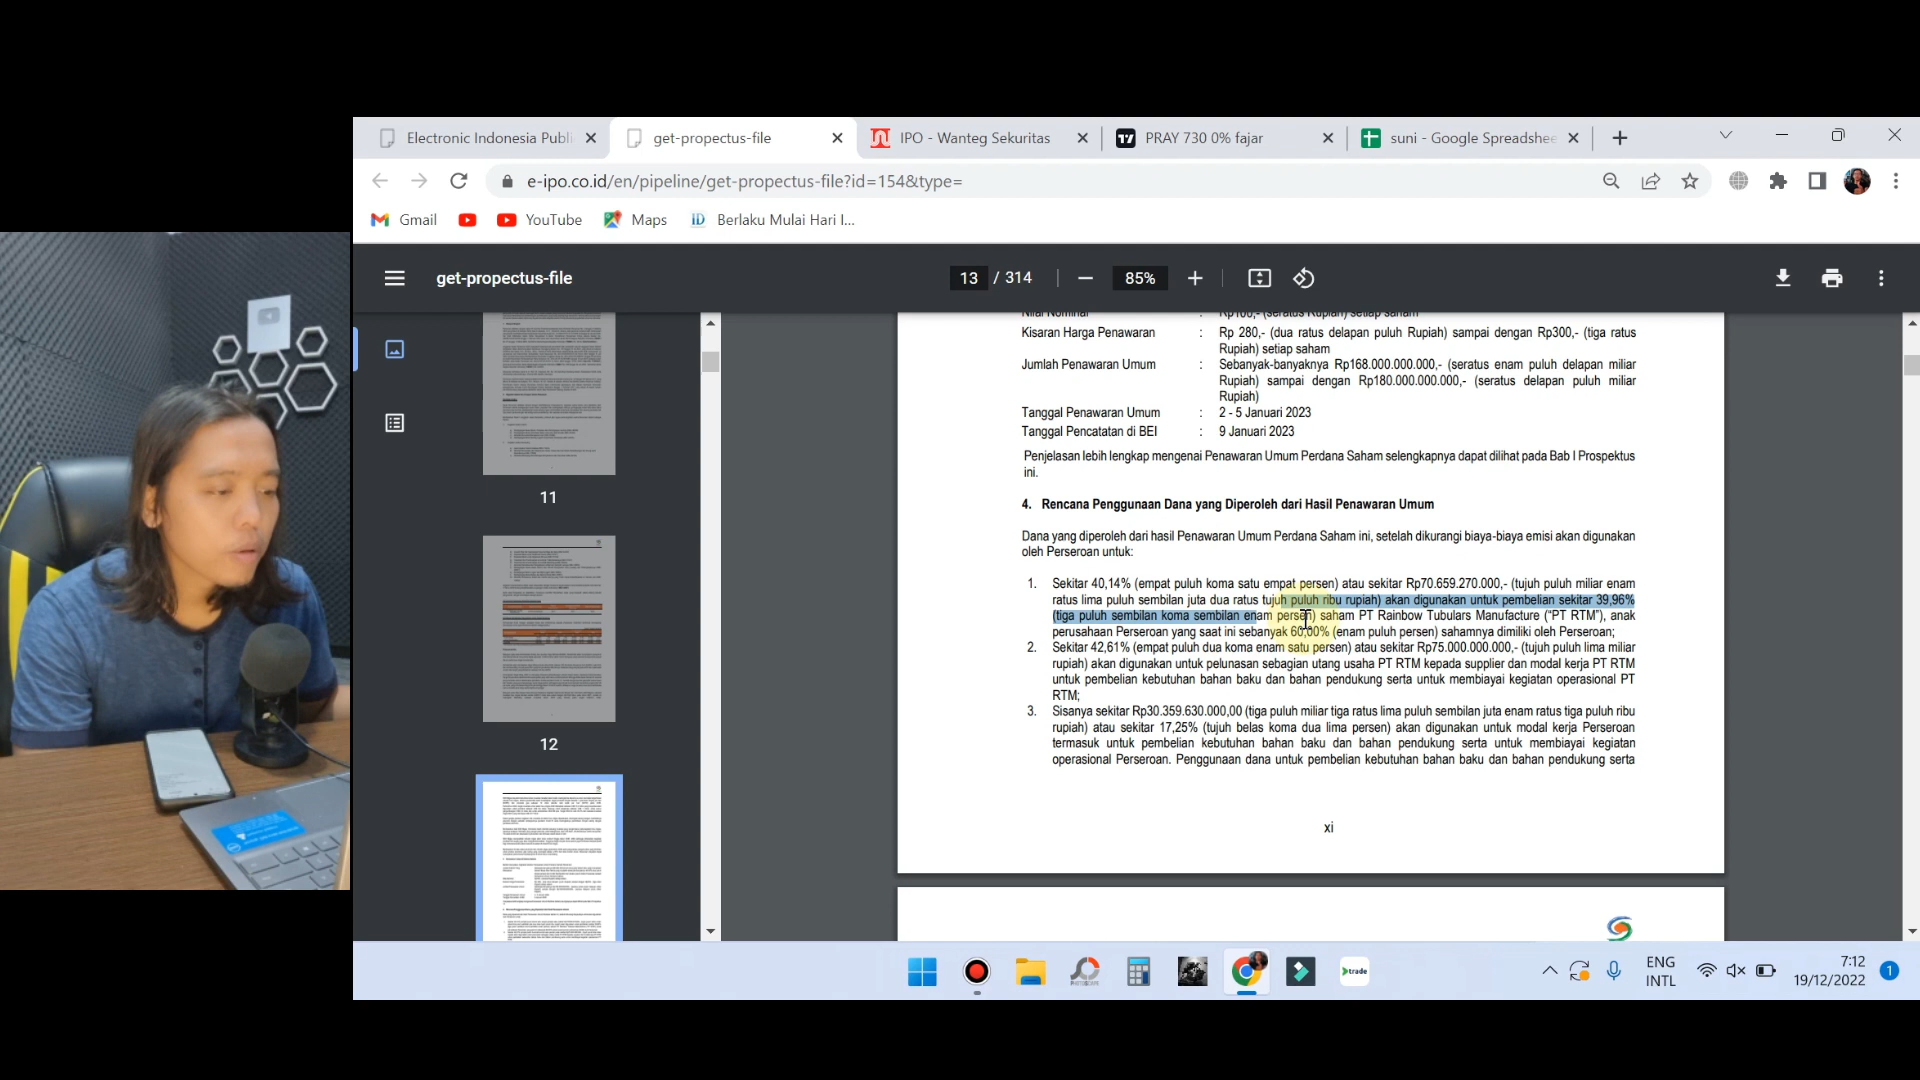 Electronic Indonesia Publi
get-propectus-file
IPO - Wanteg Sekuritas
PRAY 730 0% fajar
suni - Google Spreadshee
e-ipo.co.id/en/pipeline/get-propectus-file?id=154&type=
Gmail
YouTube
Maps
ID
Berlaku Mulai Hari I...
get-propectus-file
13 / 314
85%
11
12
Nilai Nominal : Rp100,- (seratus Rupiah) setiap saham
Kisaran Harga Penawaran : Rp 280,- (dua ratus delapan puluh Rupiah) sampai dengan Rp300,- (tiga ratus
Rupiah) setiap saham
Jumlah Penawaran Umum : Sebanyak-banyaknya Rp168.000.000.000,- (seratus enam puluh delapan miliar
Rupiah) sampai dengan Rp180.000.000.000,- (seratus delapan puluh miliar
Rupiah)
Tanggal Penawaran Umum : 2 - 5 Januari 2023
Tanggal Pencatatan di BEI : 9 Januari 2023
Penjelasan lebih lengkap mengenai Penawaran Umum Perdana Saham selengkapnya dapat dilihat pada Bab I Prospektus
ini.
4. Rencana Penggunaan Dana yang Diperoleh dari Hasil Penawaran Umum
Dana yang diperoleh dari hasil Penawaran Umum Perdana Saham ini, setelah dikurangi biaya-biaya emisi akan digunakan
oleh Perseroan untuk:
1. Sekitar 40,14% (empat puluh koma satu empat persen) atau sekitar Rp70.659.270.000,- (tujuh puluh miliar enam
ratus lima puluh sembilan juta dua ratus tujuh puluh ribu rupiah) akan digunakan untuk pembelian sekitar 39,96%
(tiga puluh sembilan koma sembilan enam persen) saham PT Rainbow Tubulars Manufacture ("PT RTM"), anak
perusahaan Perseroan yang saat ini sebanyak 60,00% (enam puluh persen) sahamnya dimiliki oleh Perseroan;
2. Sekitar 42,61% (empat puluh dua koma enam satu persen) atau sekitar Rp75.000.000.000,- (tujuh puluh lima miliar
rupiah) akan digunakan untuk pelunasan sebagian utang usaha PT RTM kepada supplier dan modal kerja PT RTM
untuk pembelian kebutuhan bahan baku dan bahan pendukung serta untuk membiayai kegiatan operasional PT
RTM;
3. Sisanya sekitar Rp30.359.630.000,00 (tiga puluh miliar tiga ratus lima puluh sembilan juta enam ratus tiga puluh ribu
rupiah) atau sekitar 17,25% (tujuh belas koma dua lima persen) akan digunakan untuk modal kerja Perseroan
termasuk untuk pembelian kebutuhan bahan baku dan bahan pendukung serta untuk membiayai kegiatan
operasional Perseroan. Penggunaan dana untuk pembelian kebutuhan bahan baku dan bahan pendukung serta
xi
trade
ENG
INTL
7:12
19/12/2022
1